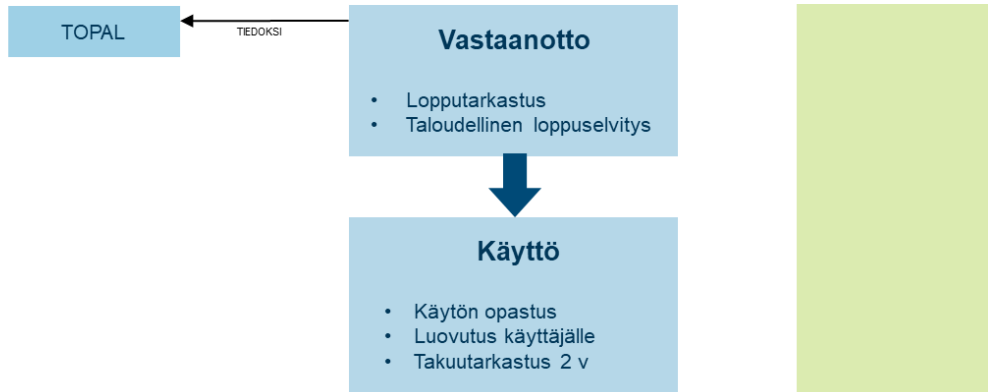 TOPAL
TIEDOKSI
Vastaanotto
• Lopputarkastus
• Taloudellinen loppuselvitys
Käyttö
• Käytön opastus
• Luovutus käyttäjälle
• Takuutarkastus 2 v